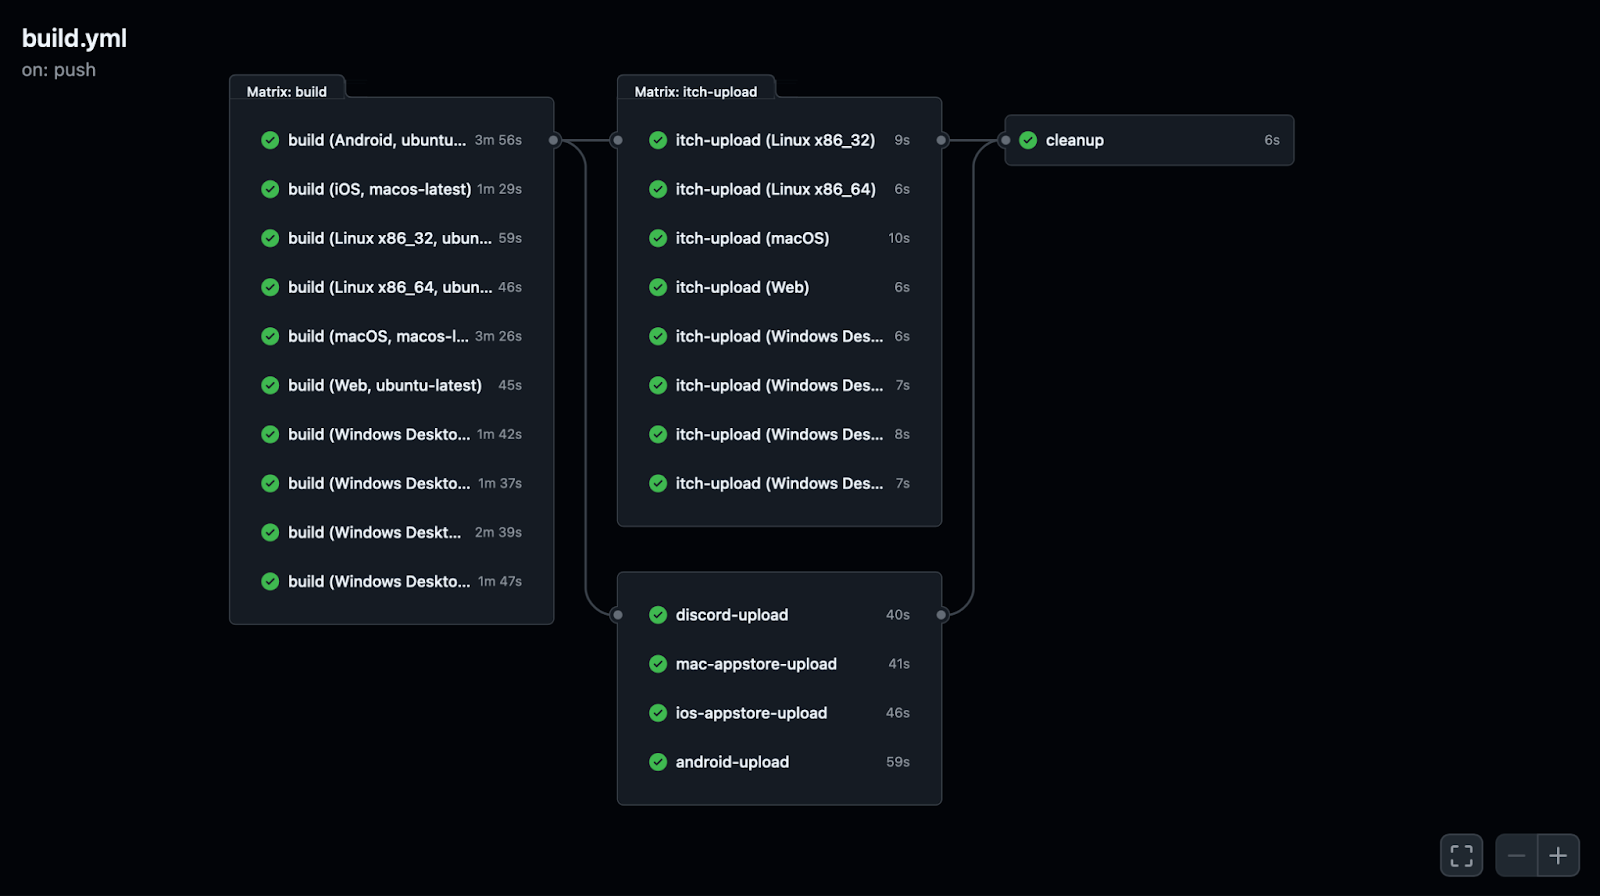 build.yml
on: push
Matrix: build
build (Android, ubuntu... 3m 56s
build (iOS, macos-latest) 1m 29s
build (Linux x86_32, ubun... 59s
build (Linux x86_64, ubun... 46s
build (macOS, macos-l... 3m 26s
build (Web, ubuntu-latest) 45s
build (Windows Deskto... 1m 42s
build (Windows Deskto... 1m 37s
build (Windows Deskt... 2m 39s
build (Windows Deskto... 1m 47s
Matrix: itch-upload
itch-upload (Linux x86_32) 9s
itch-upload (Linux x86_64) 6s
itch-upload (macOS) 10s
itch-upload (Web) 6s
itch-upload (Windows Des... 6s
itch-upload (Windows Des... 7s
itch-upload (Windows Des... 8s
itch-upload (Windows Des... 7s
discord-upload 40s
mac-appstore-upload 41s
ios-appstore-upload 46s
android-upload 59s
cleanup 6s